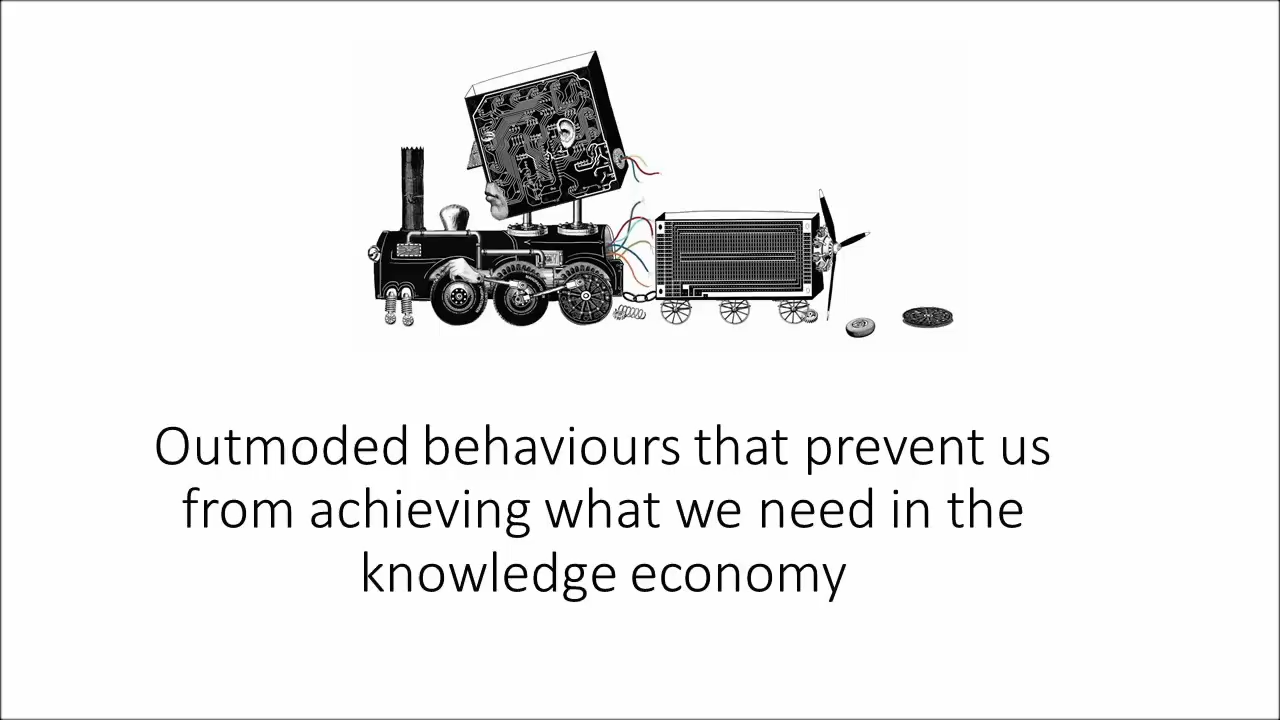 Outmoded behaviours that prevent us
from achieving what we need in the
knowledge economy